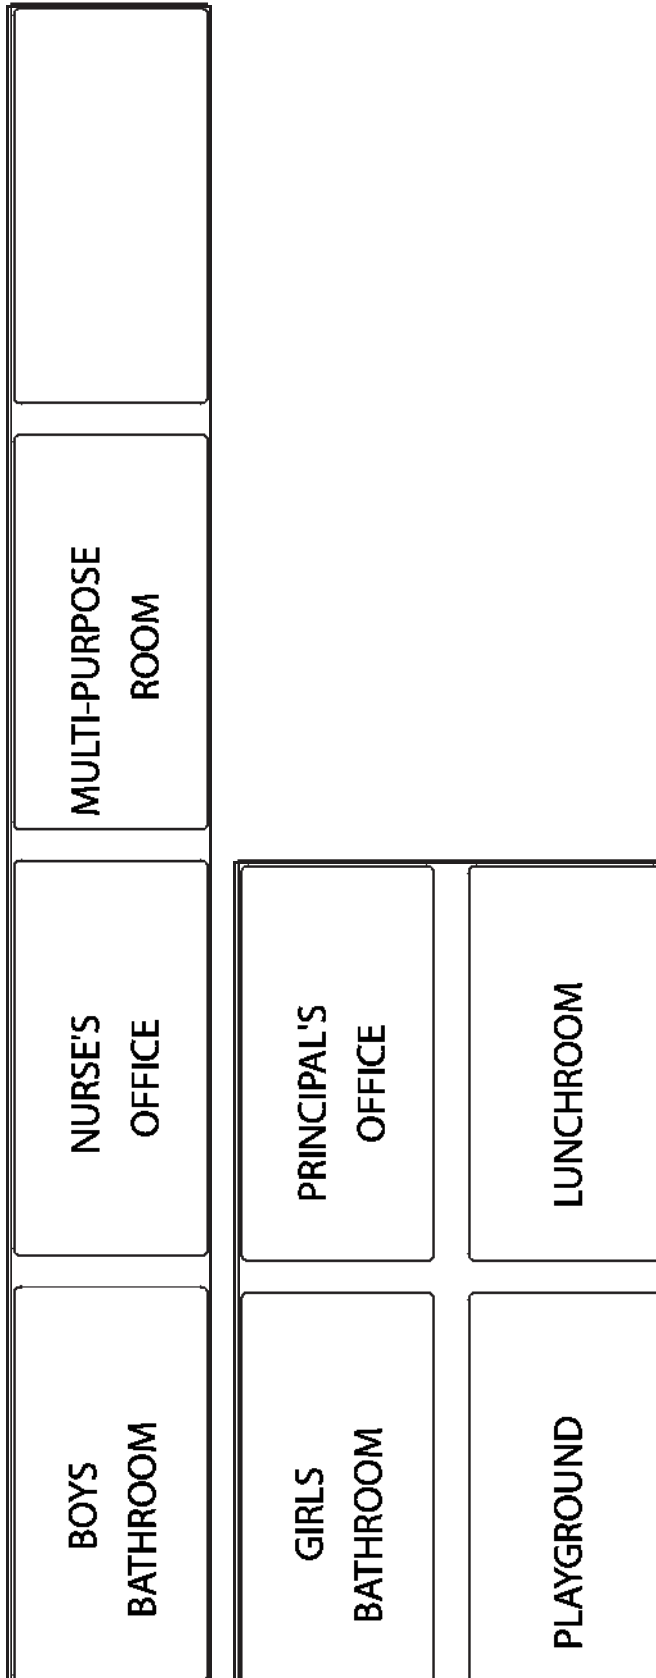 BOYS
BATHROOM
NURSE'S
OFFICE
MULTI-PURPOSE
ROOM
GIRLS
BATHROOM
PRINCIPAL'S
OFFICE
PLAYGROUND
LUNCHROOM